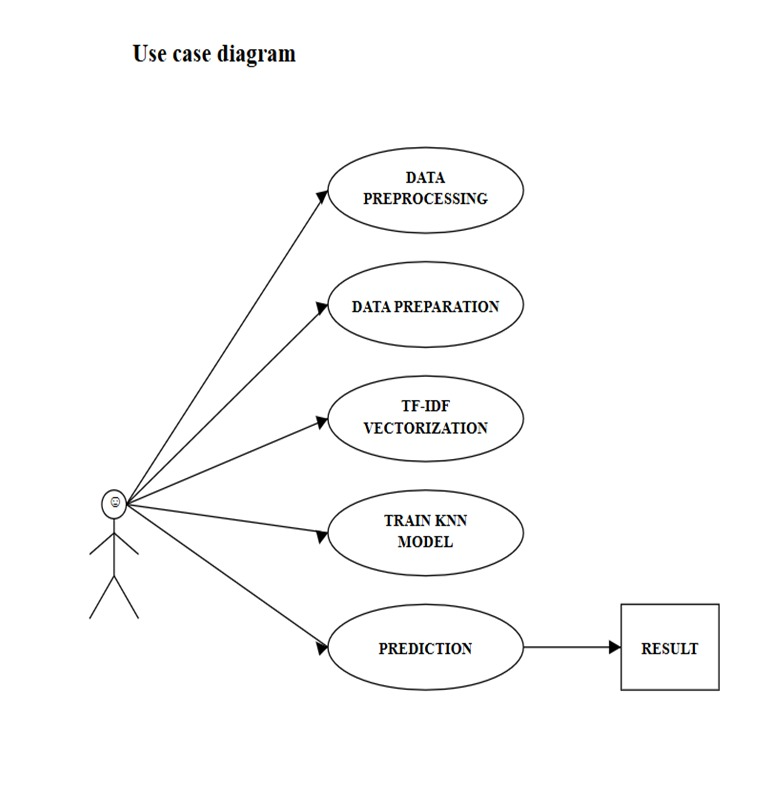 Use case diagram
DATA
PREPROCESSING
DATA PREPARATION
TF-IDF
VECTORIZATION
TRAIN KNN
MODEL
PREDICTION
RESULT